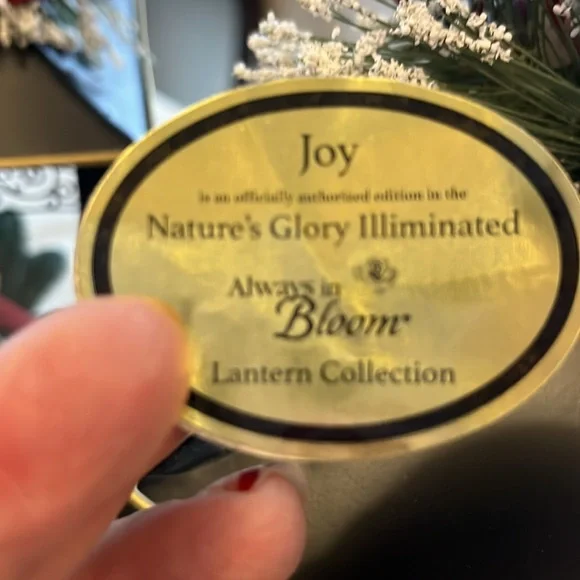 Joy
is an officially authorized edition in the
Nature's Glory Illiminated
Always in
Bloom
Lantern Collection